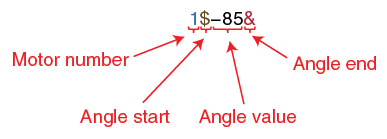 1$−85&
Motor number
Angle end
Angle start
Angle value